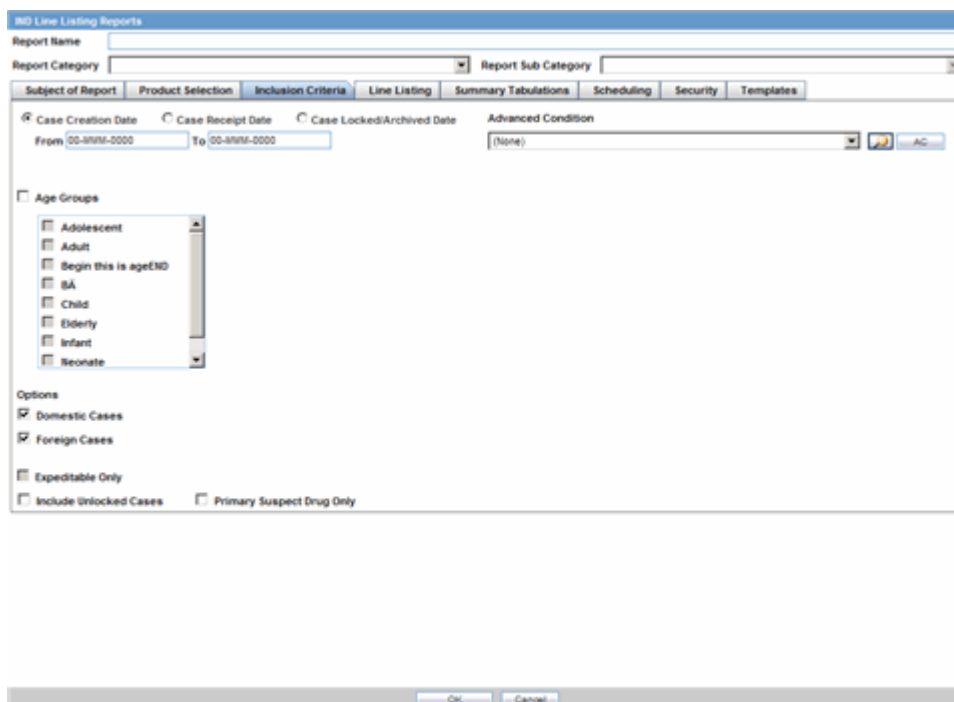 IND Line Listing Reports
Report Name
Report Category Report Sub Category
Subject of Report Product Selection Inclusion Criteria Line Listing Summary Tabulations Scheduling Security Templates
Case Creation Date Case Receipt Date Case Locked/Archived Date Advanced Condition
From 00-MMM-0000 To 00-MMM-0000 (None) AC
Age Groups
Adolescent
Adult
Begin this is ageEND
BÄ
Child
Elderly
Infant
Neonate
Options
Domestic Cases
Foreign Cases
Expeditable Only
Include Unlocked Cases Primary Suspect Drug Only
OK Cancel